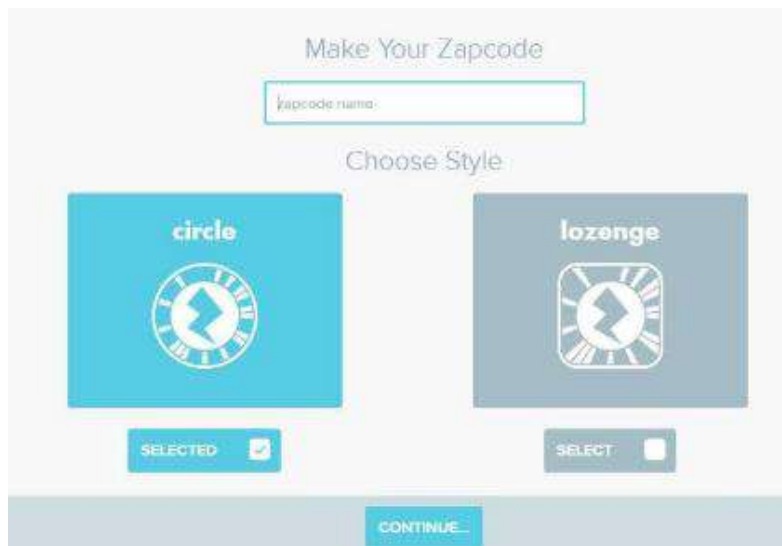 Make Your Zapcode
zapcode name
Choose Style
circle
lozenge
SELECTED
SELECT
CONTINUE...